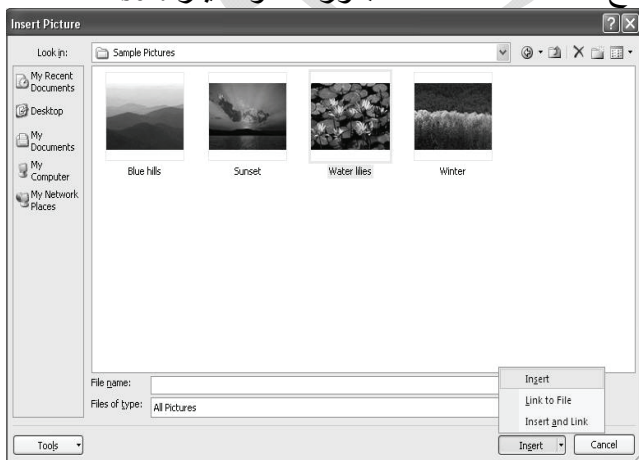 Insert Picture
Look in: Sample Pictures
My Recent Documents
Desktop
My Documents
My Computer
My Network Places
Blue hills Sunset Water lilies Winter
File name:
Files of type: All Pictures
Insert
Link to File
Insert and Link
Tools Insert Cancel